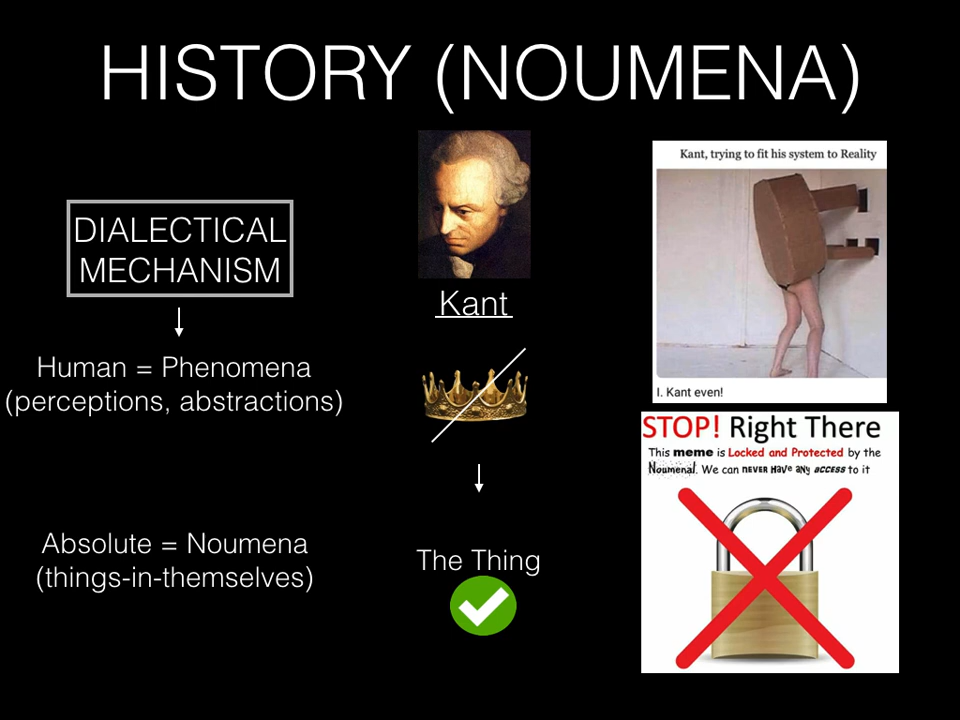 HISTORY (NOUMENA)
DIALECTICAL
MECHANISM
Human = Phenomena
(perceptions, abstractions)
Absolute = Noumena
(things-in-themselves)
Kant
The Thing
Kant, trying to fit his system to Reality
I. Kant even!
STOP! Right There
This meme is Locked and Protected by the
Noumenal. We can NEVER HAVE ANY ACCESS to it